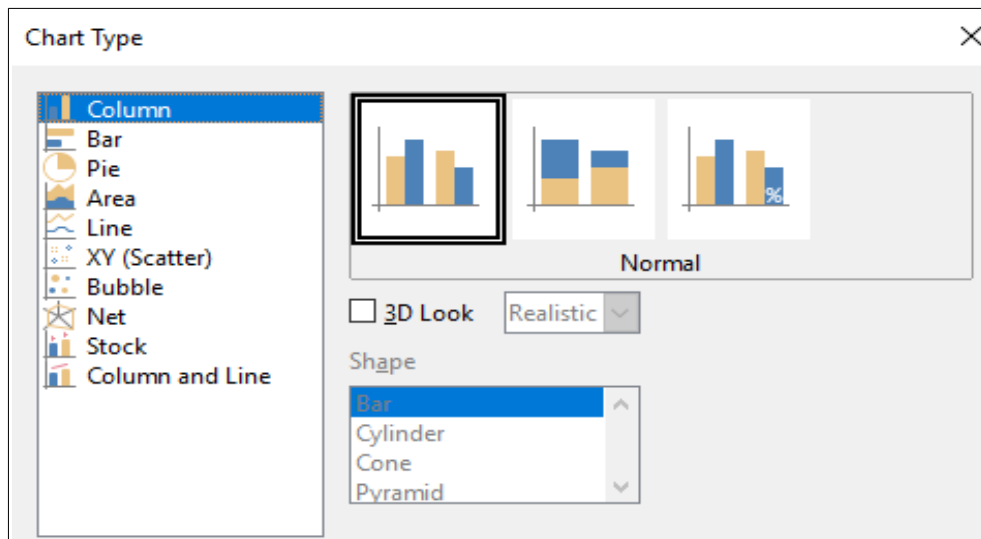 Chart Type
Column
Bar
Pie
Area
Line
XY (Scatter)
Bubble
Net
Stock
Column and Line
%
Normal
3D Look
Realistic
Shape
Bar
Cylinder
Cone
Pyramid